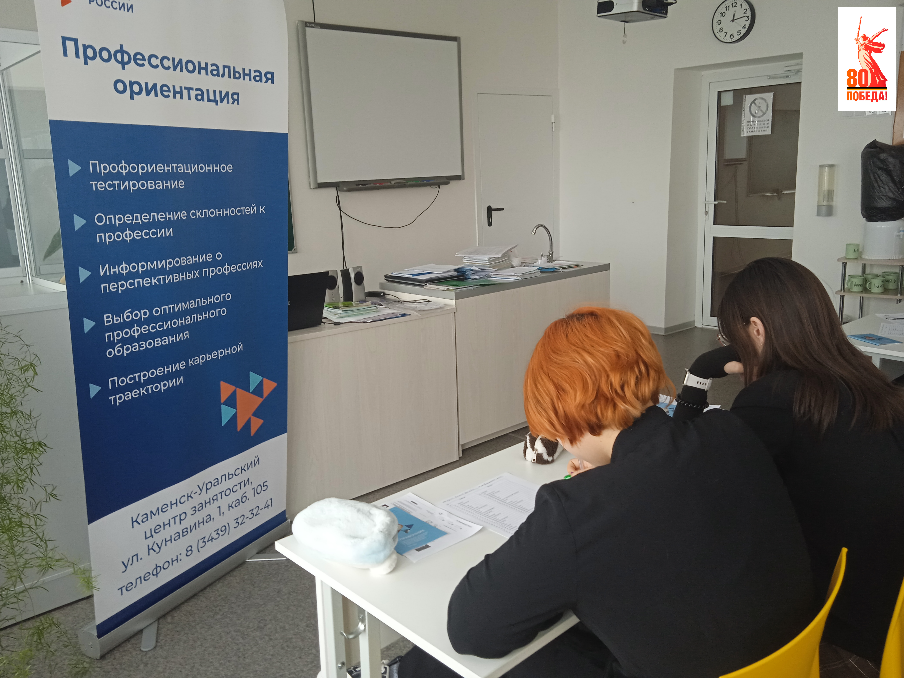 РОССИИ
Профессиональная
ориентация
Профориентационное
тестирование
Определение склонностей к
профессии
Информирование о
перспективных профессиях
Выбор оптимального
профессионального
образования
Построение карьерной
траектории
Каменск-Уральский
центр занятости,
ул. Кунавина, 1, каб. 105
телефон: 8 (3439) 32-32-41
80
ПОБЕДА!